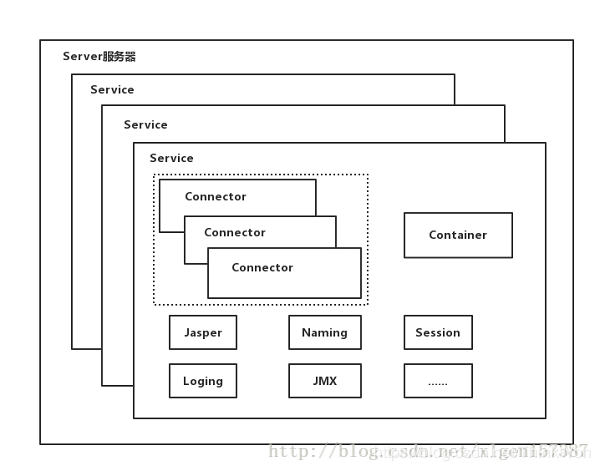 Server服务器
Service
Service
Service
Connector
Connector
Connector
Container
Jasper
Naming
Session
Loging
JMX
......
http://blog.csdn.net/